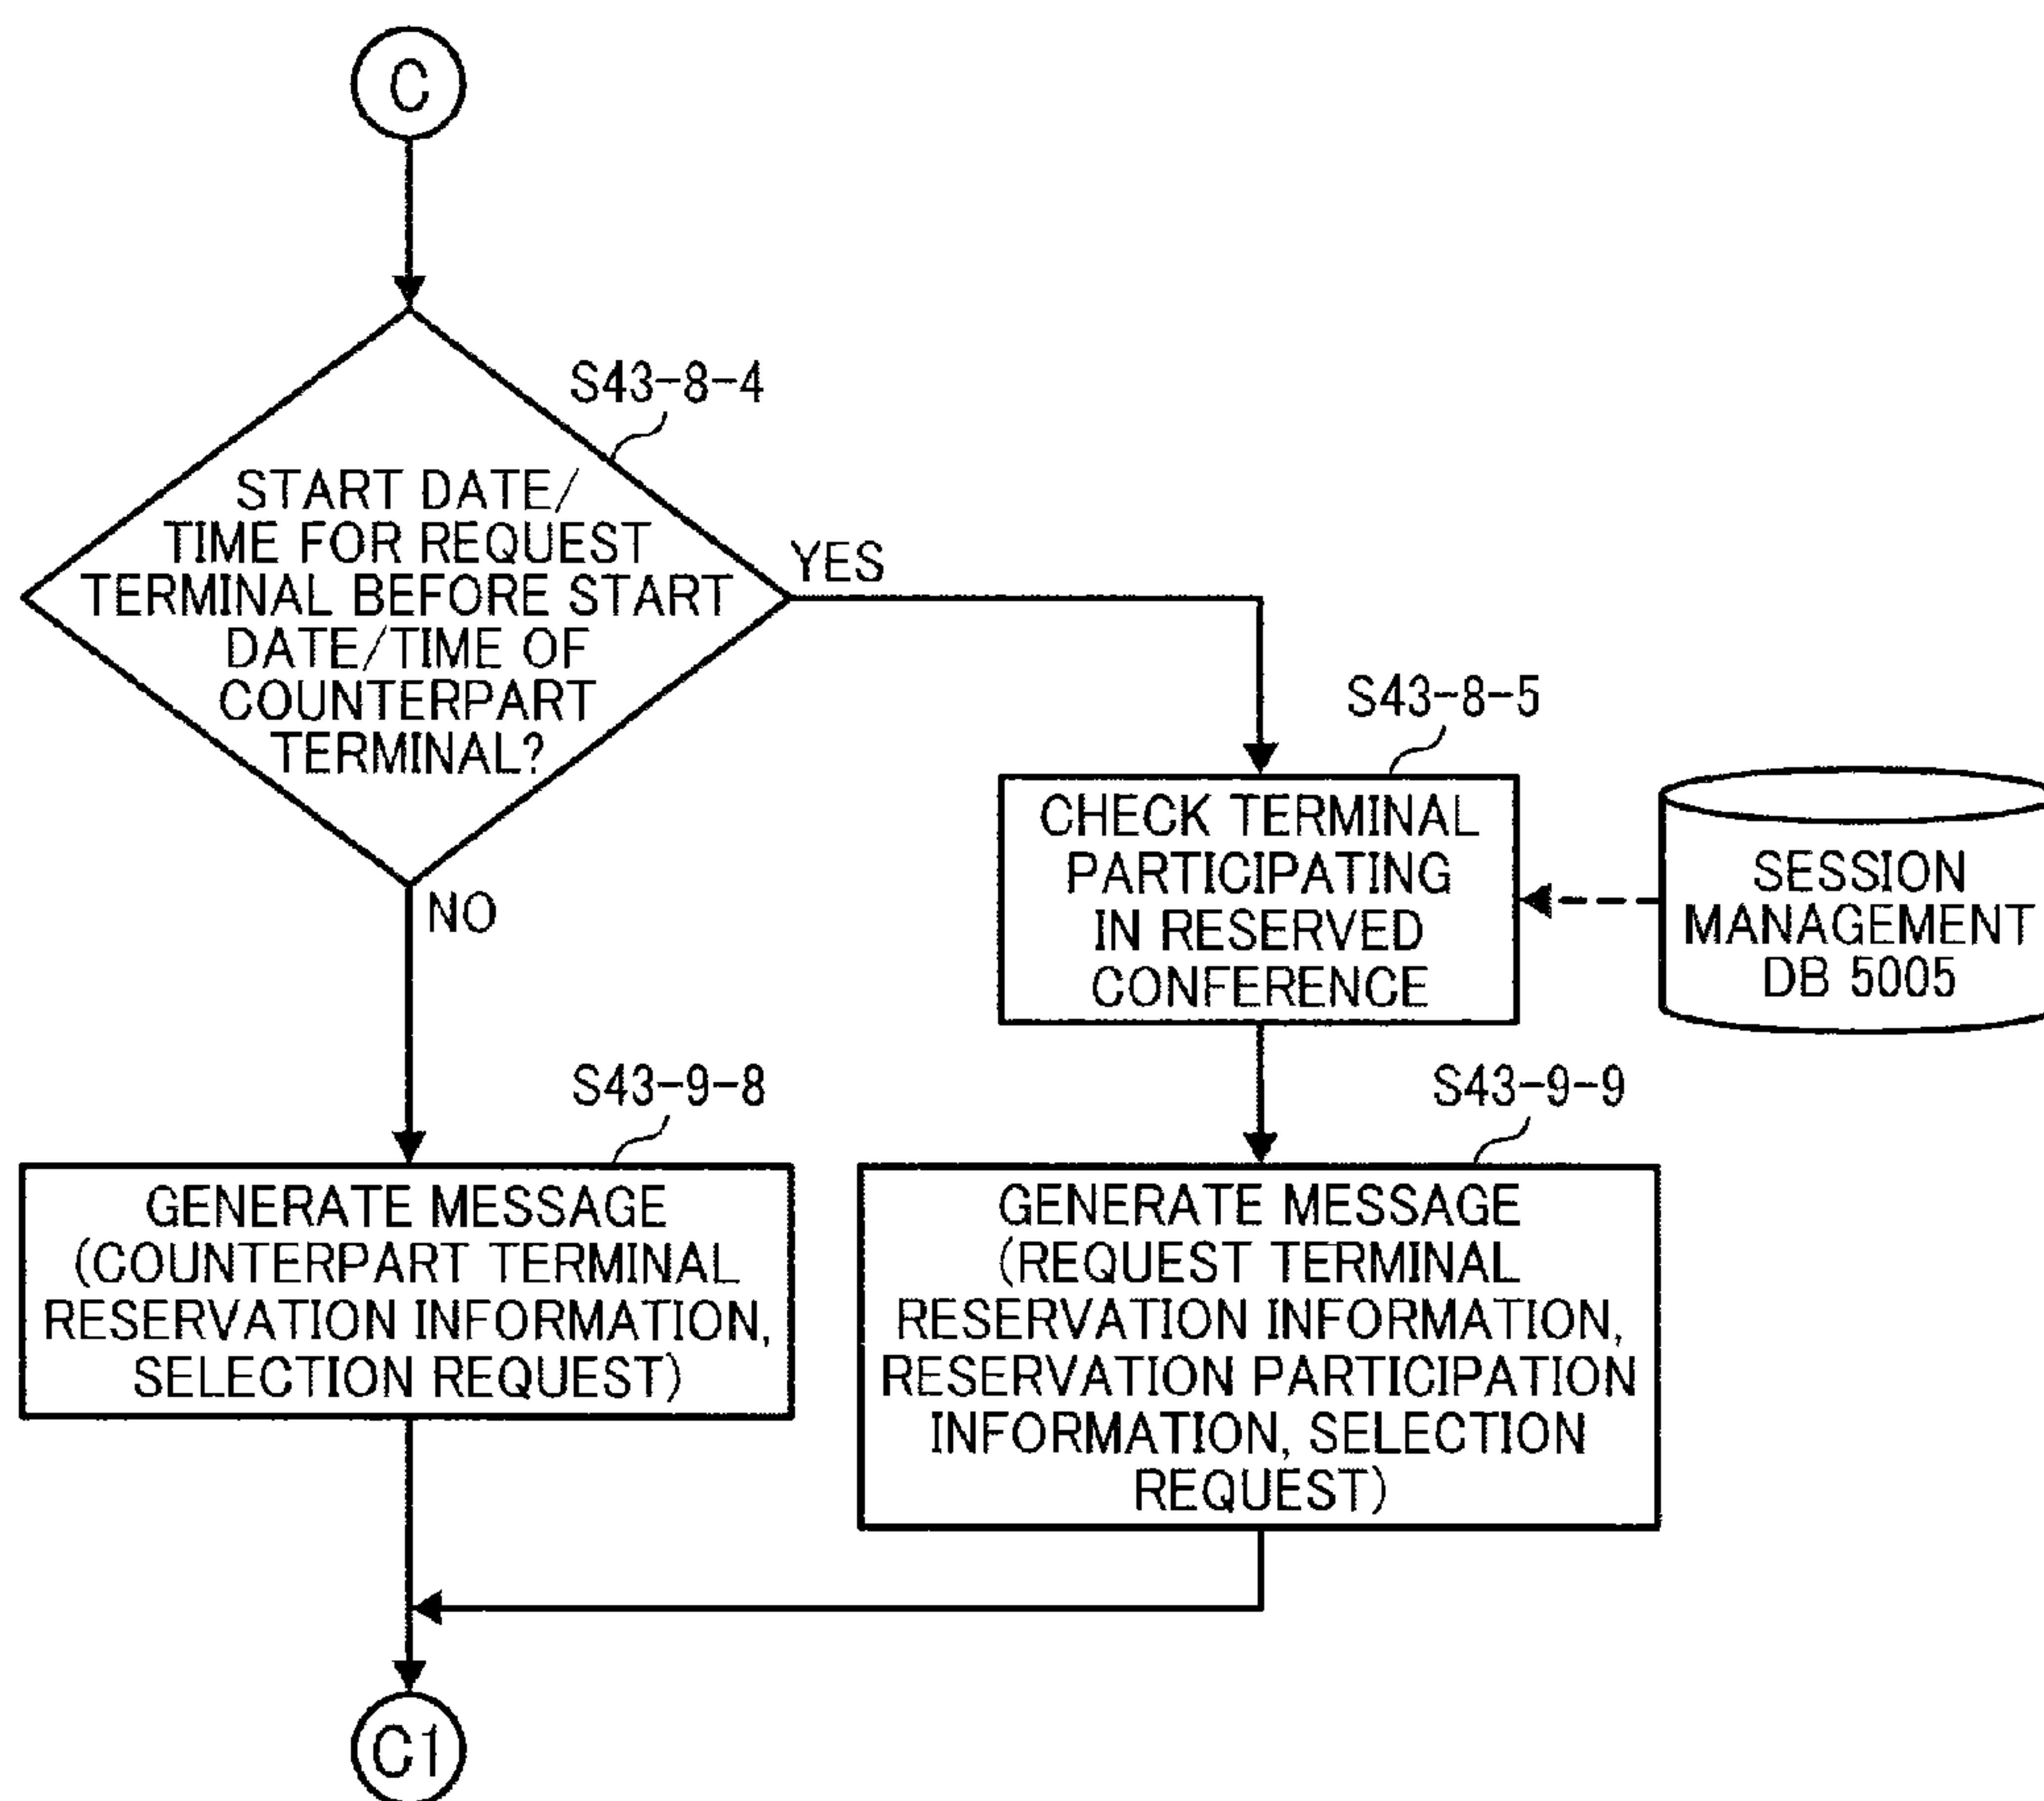 C
S43-8-4
START DATE/
TIME FOR REQUEST
TERMINAL BEFORE START
DATE/TIME OF
COUNTERPART
TERMINAL?
YES
NO
S43-8-5
CHECK TERMINAL
PARTICIPATING
IN RESERVED
CONFERENCE
SESSION
MANAGEMENT
DB 5005
S43-9-8
GENERATE MESSAGE
(COUNTERPART TERMINAL
RESERVATION INFORMATION,
SELECTION REQUEST)
S43-9-9
GENERATE MESSAGE
(REQUEST TERMINAL
RESERVATION INFORMATION,
RESERVATION PARTICIPATION
INFORMATION, SELECTION
REQUEST)
C1